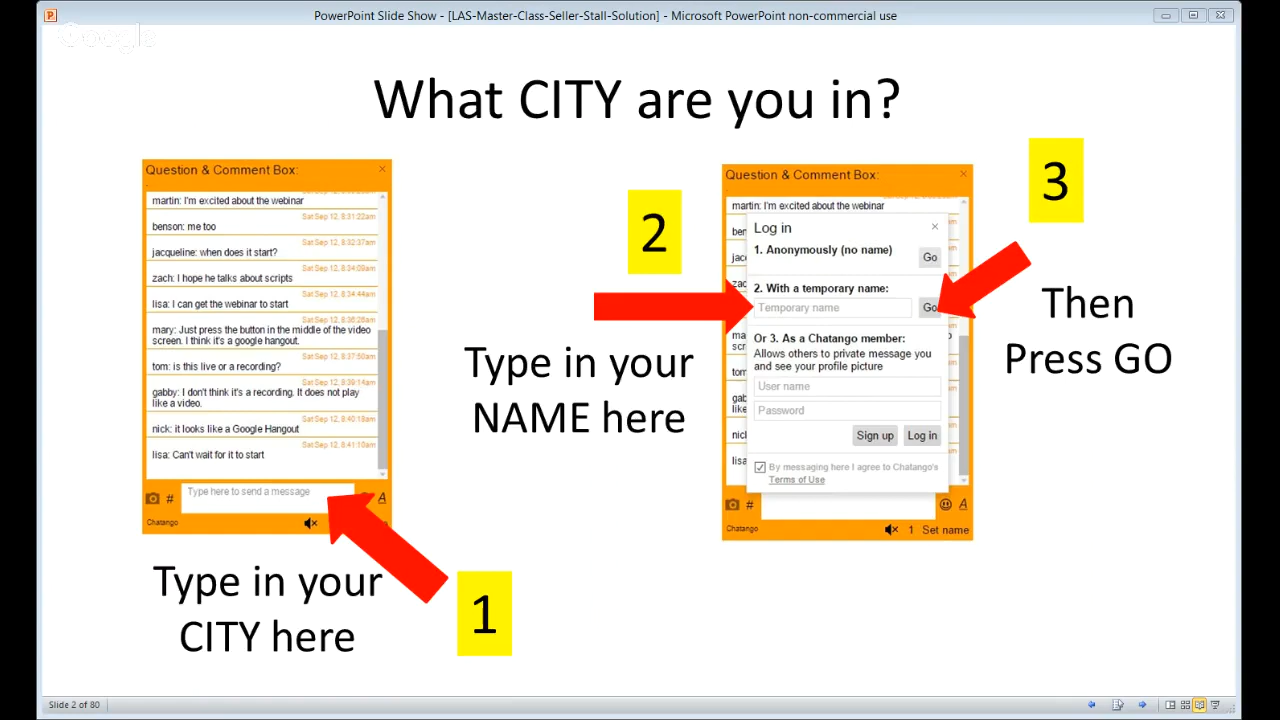 PowerPoint Slide Show - [LAS-Master-Class-Seller-Stall-Solution] - Microsoft PowerPoint non-commercial use
Google
What CITY are you in?
Question & Comment Box:
martin: I'm excited about the webinar
Sat Sep 12, 8:31:22am
benson: me too
Sat Sep 12, 8:32:37am
jacqueline: when does it start?
Sat Sep 12, 8:34:09am
zach: I hope he talks about scripts
Sat Sep 12, 8:34:44am
lisa: I can get the webinar to start
Sat Sep 12, 8:36:26am
mary: Just press the button in the middle of the video
screen. I think it's a google hangout.
Sat Sep 12, 8:37:50am
tom: is this live or a recording?
Sat Sep 12, 8:39:14am
gabby: I don't think it's a recording. It does not play
like a video.
Sat Sep 12, 8:40:18am
nick: it looks like a Google Hangout
Sat Sep 12, 8:41:10am
lisa: Can't wait for it to start
# Type here to send a message A
Chatango
Type in your
CITY here
1
2
Type in your
NAME here
Question & Comment Box:
martin: I'm excited about the webinar
Log in
1. Anonymously (no name)
Go
2. With a temporary name:
Temporary name Go
Or 3. As a Chatango member:
Allows others to private message you
and see your profile picture
User name
Password
Sign up Log in
By messaging here I agree to Chatango's
Terms of Use
# A
Chatango 1 Set name
3
Then
Press GO
Slide 2 of 80